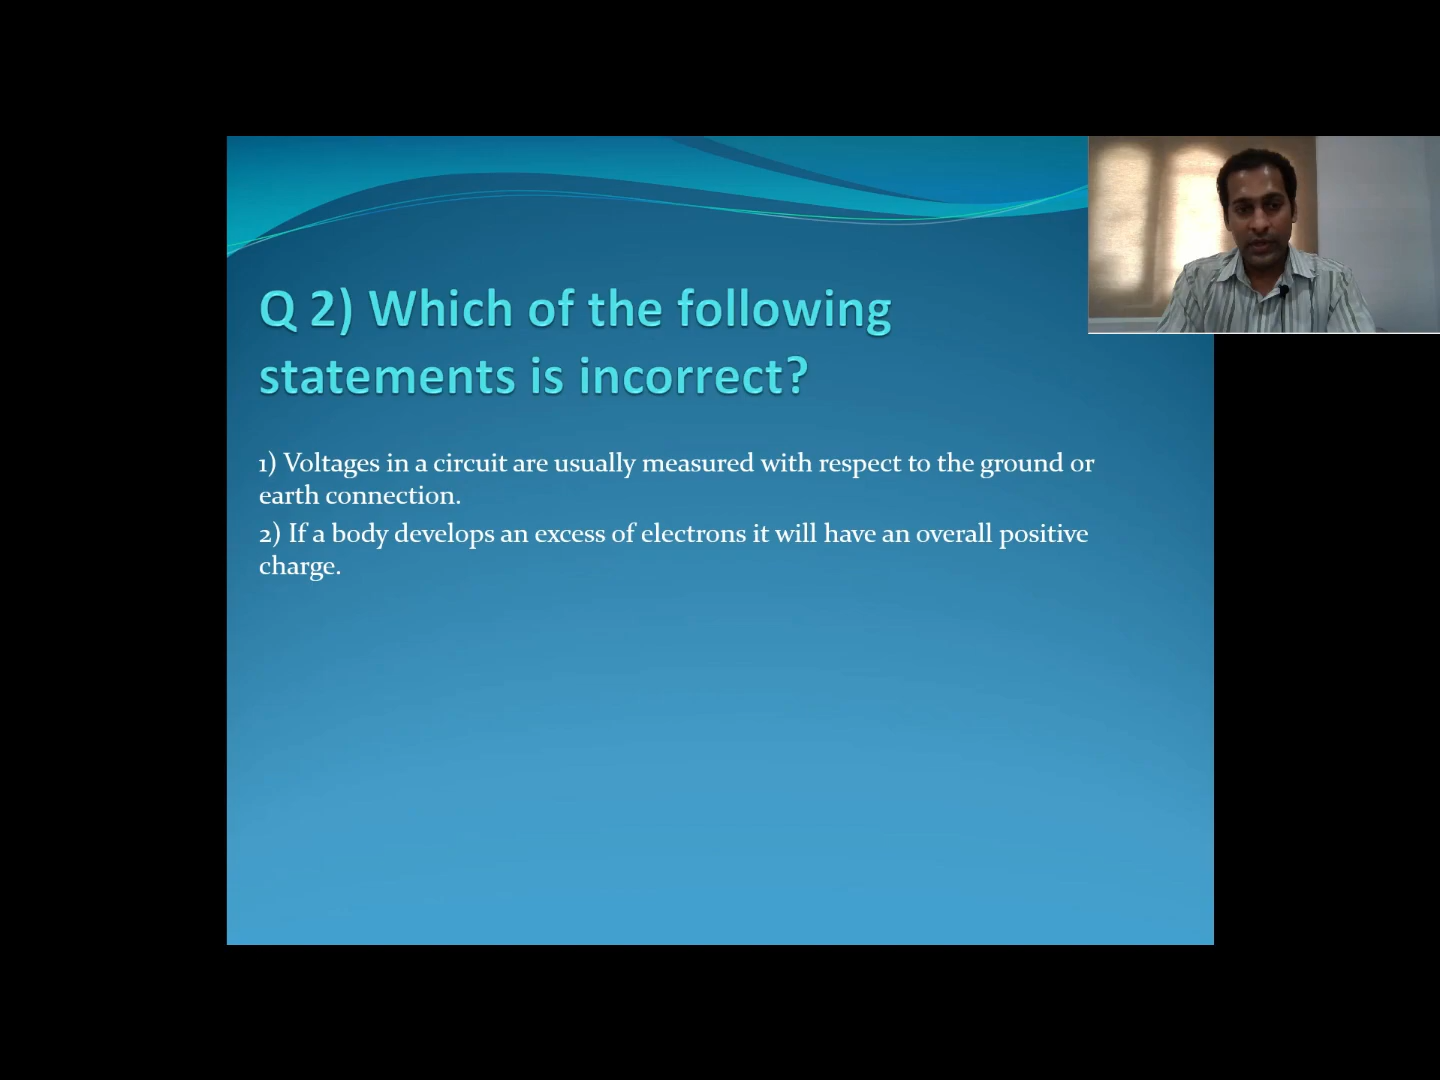 Q 2) Which of the following
statements is incorrect?
1) Voltages in a circuit are usually measured with respect to the ground or
earth connection.
2) If a body develops an excess of electrons it will have an overall positive
charge.